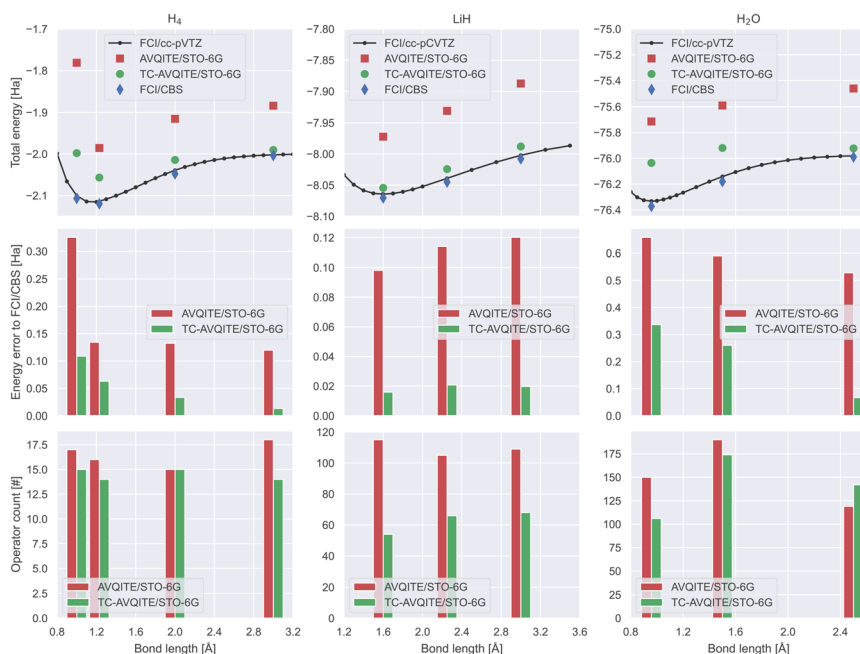 H₄
LiH
H₂O
Total energy [Ha]
−1.7
−1.8
−1.9
−2.0
−2.1
FCI/cc-pVTZ
AVQITE/STO-6G
TC-AVQITE/STO-6G
FCI/CBS
−7.80
−7.85
−7.90
−7.95
−8.00
−8.05
−8.10
FCI/cc-pCVTZ
AVQITE/STO-6G
TC-AVQITE/STO-6G
FCI/CBS
−75.0
−75.2
−75.4
−75.6
−75.8
−76.0
−76.2
−76.4
FCI/cc-pVTZ
AVQITE/STO-6G
TC-AVQITE/STO-6G
FCI/CBS
Energy error to FCI/CBS [Ha]
0.30
0.25
0.20
0.15
0.10
0.05
0.00
AVQITE/STO-6G
TC-AVQITE/STO-6G
0.12
0.10
0.08
0.06
0.04
0.02
0.00
AVQITE/STO-6G
TC-AVQITE/STO-6G
0.6
0.5
0.4
0.3
0.2
0.1
0.0
AVQITE/STO-6G
TC-AVQITE/STO-6G
Operator count [#]
17.5
15.0
12.5
10.0
7.5
5.0
2.5
0.0
AVQITE/STO-6G
TC-AVQITE/STO-6G
0.8 1.2 1.6 2.0 2.4 2.8 3.2
Bond length [Å]
120
100
80
60
40
20
0
AVQITE/STO-6G
TC-AVQITE/STO-6G
1.2 1.6 2.0 2.4 2.8 3.2 3.6
Bond length [Å]
175
150
125
100
75
50
25
0
AVQITE/STO-6G
TC-AVQITE/STO-6G
0.8 1.2 1.6 2.0 2.4
Bond length [Å]